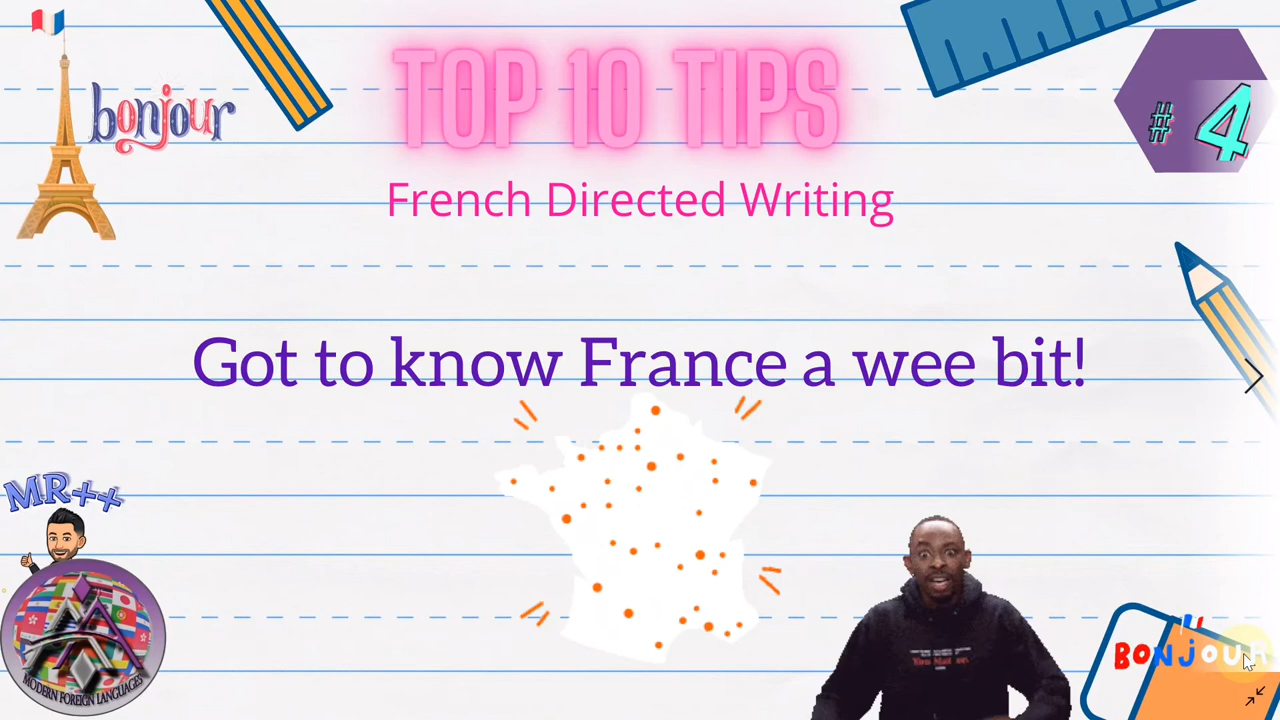 bonjour
TOP 10 TIPS
# 4
French Directed Writing
Got to know France a wee bit!
MR++
MODERN FOREIGN LANGUAGES
BONJOUR